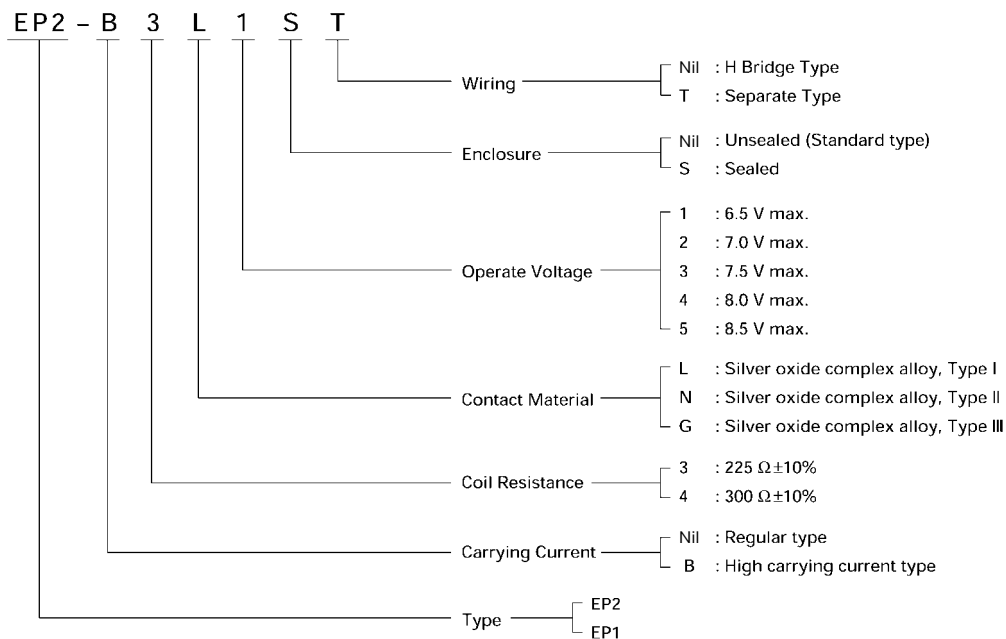 EP2 – B 3 L 1 S T
Wiring
Nil : H Bridge Type
T : Separate Type
Enclosure
Nil : Unsealed (Standard type)
S : Sealed
Operate Voltage
1 : 6.5 V max.
2 : 7.0 V max.
3 : 7.5 V max.
4 : 8.0 V max.
5 : 8.5 V max.
Contact Material
L : Silver oxide complex alloy, Type Ⅰ
N : Silver oxide complex alloy, Type Ⅱ
G : Silver oxide complex alloy, Type Ⅲ
Coil Resistance
3 : 225 Ω±10%
4 : 300 Ω±10%
Carrying Current
Nil : Regular type
B : High carrying current type
Type
EP2
EP1